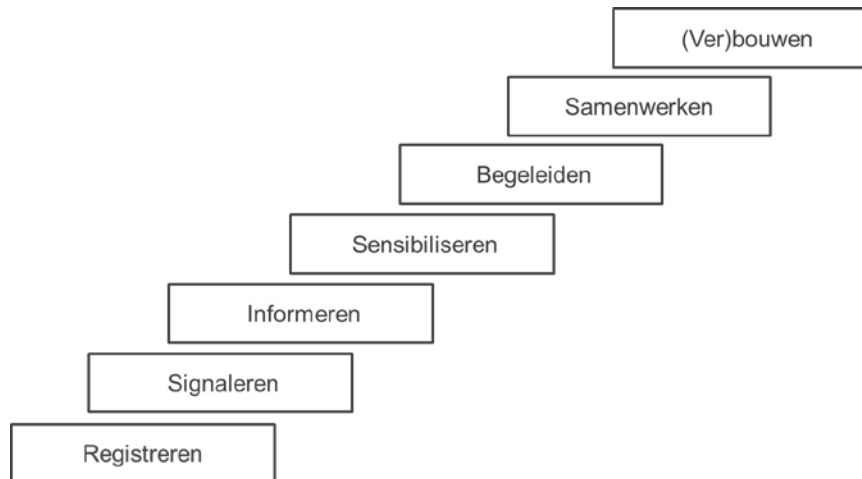 (Ver)bouwen
Samenwerken
Begeleiden
Sensibiliseren
Informeren
Signaleren
Registreren